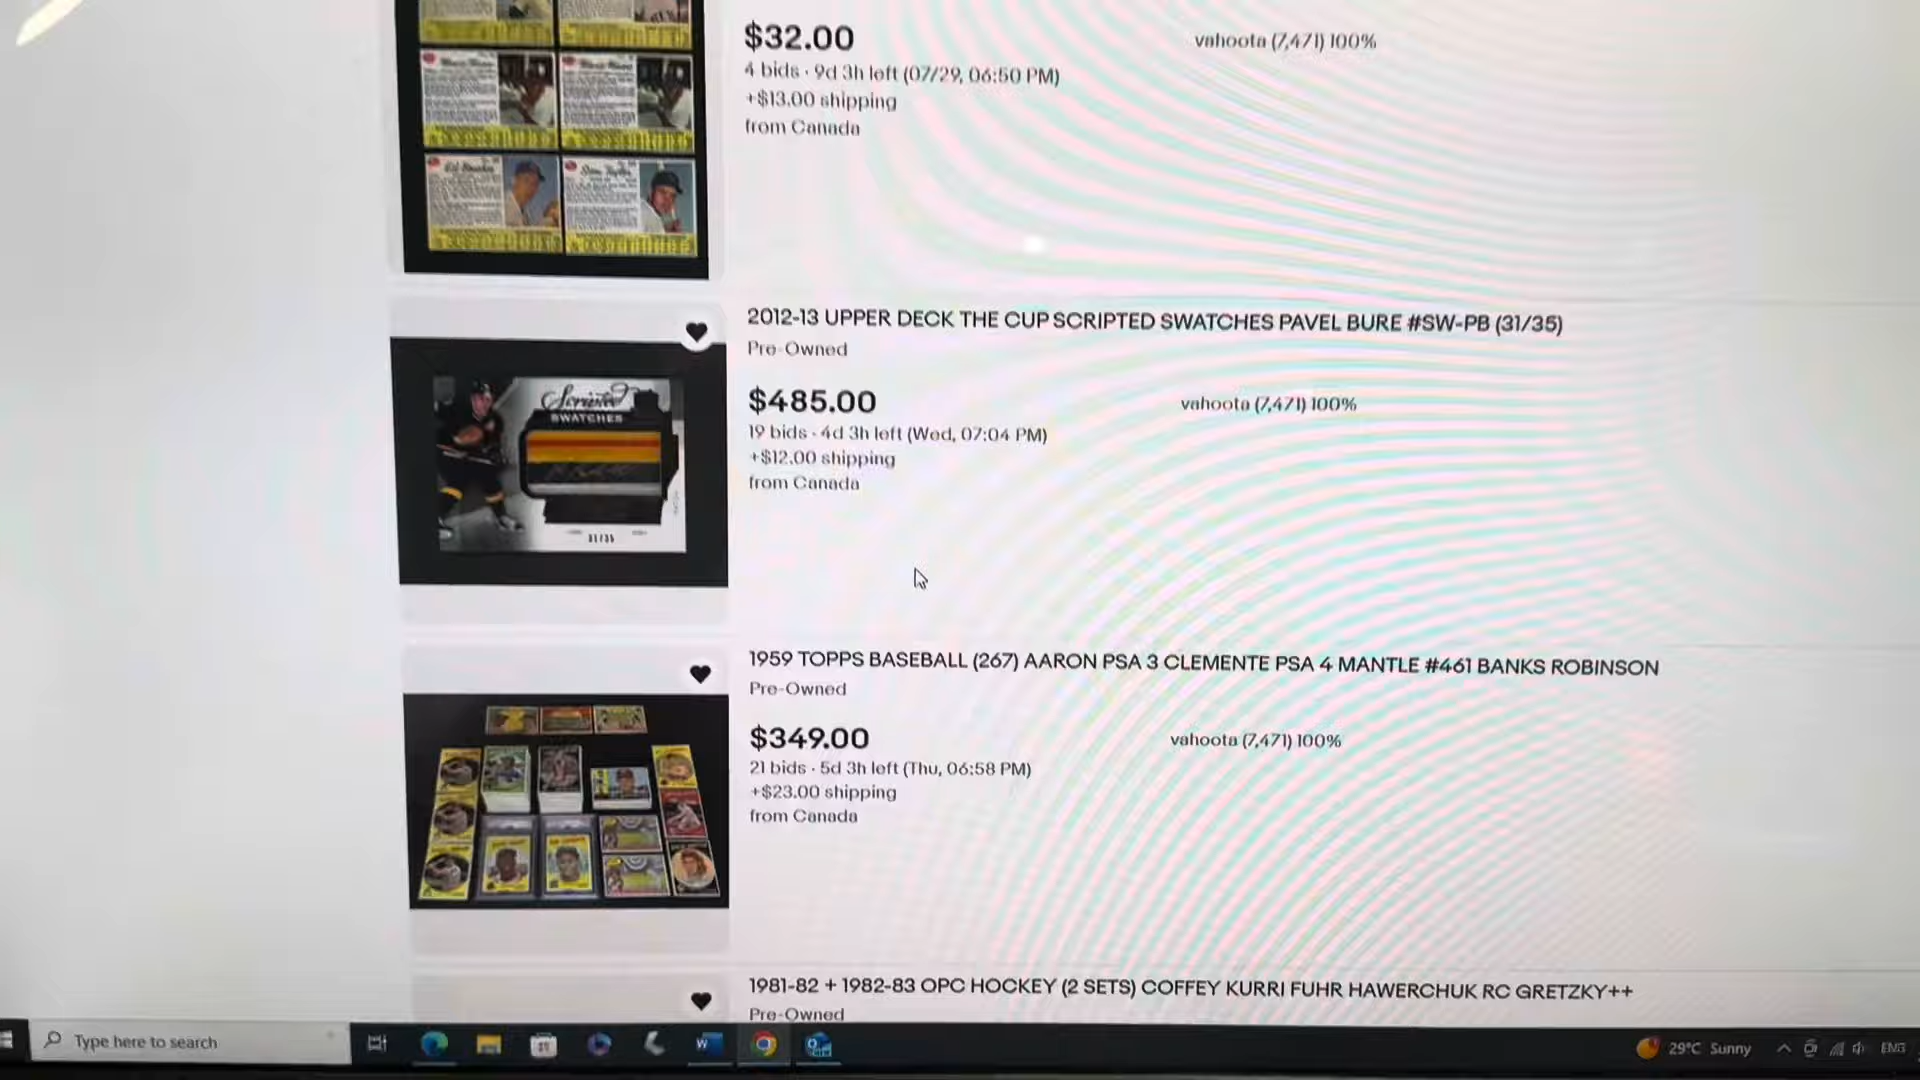 $32.00
vahoota (7,471) 100%
4 bids · 9d 3h left (07/29, 06:50 PM)
+$13.00 shipping
from Canada
2012-13 UPPER DECK THE CUP SCRIPTED SWATCHES PAVEL BURE #SW-PB (31/35)
Pre-Owned
Scripted
SWATCHES
31/35
$485.00
vahoota (7,471) 100%
19 bids · 4d 3h left (Wed, 07:04 PM)
+$12.00 shipping
from Canada
1959 TOPPS BASEBALL (267) AARON PSA 3 CLEMENTE PSA 4 MANTLE #461 BANKS ROBINSON
Pre-Owned
$349.00
vahoota (7,471) 100%
21 bids · 5d 3h left (Thu, 06:58 PM)
+$23.00 shipping
from Canada
1981-82 + 1982-83 OPC HOCKEY (2 SETS) COFFEY KURRI FUHR HAWERCHUK RC GRETZKY++
Pre-Owned
Type here to search
29°C Sunny
ENG